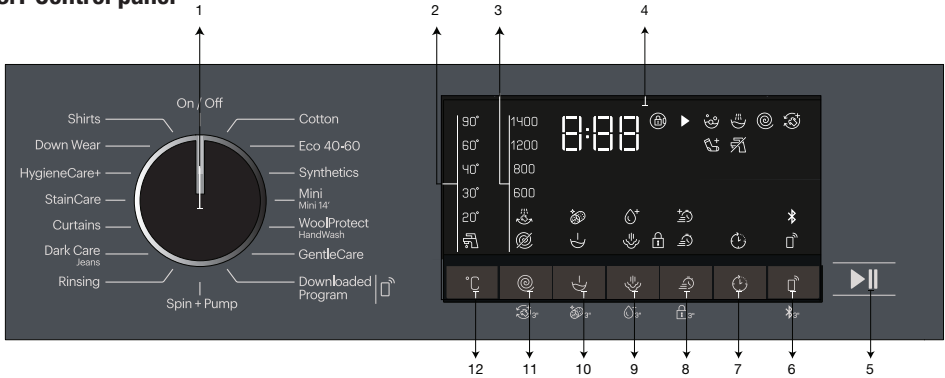 Control panel
1
2
3
4
On / Off
Shirts
Cotton
Down Wear
Eco 40-60
HygieneCare+
Synthetics
StainCare
Mini
Mini 14'
Curtains
WoolProtect
HandWash
Dark Care
Jeans
GentleCare
Rinsing
Downloaded
Program
Spin + Pump
90° 1400 8:88
60° 1200
40° 800
30° 600
20°
°C
3"
3"
3"
3"
3"
12
11
10
9
8
7
6
5